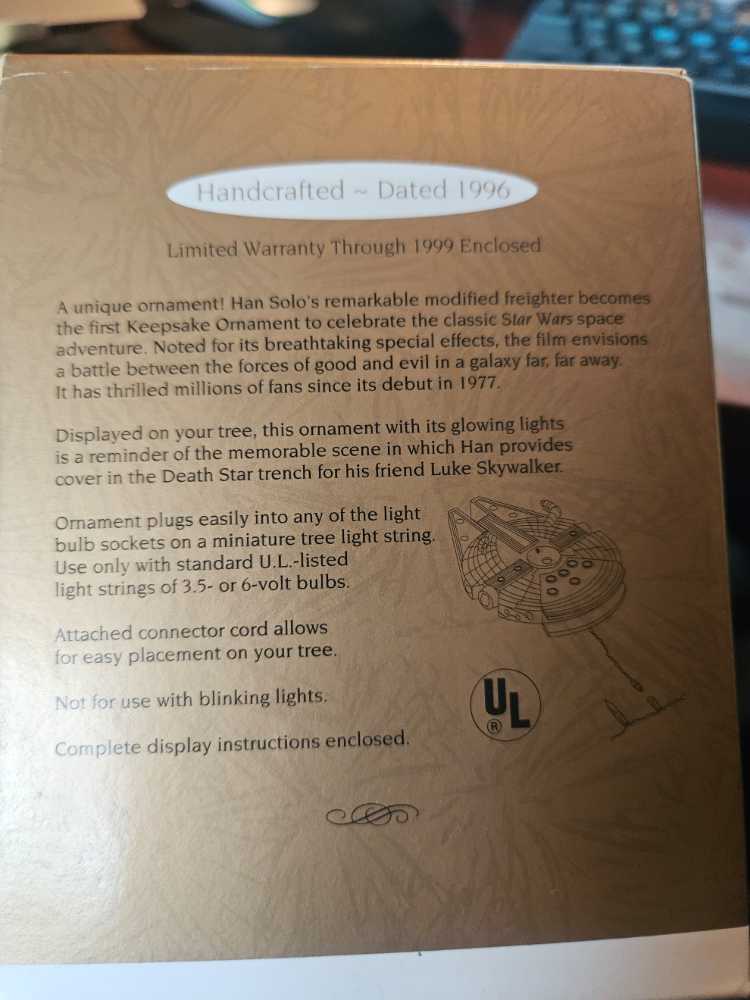 Handcrafted ~ Dated 1996
Limited Warranty Through 1999 Enclosed
A unique ornament! Han Solo's remarkable modified freighter becomes
the first Keepsake Ornament to celebrate the classic Star Wars space
adventure. Noted for its breathtaking special effects, the film envisions
a battle between the forces of good and evil in a galaxy far, far away.
It has thrilled millions of fans since its debut in 1977.
Displayed on your tree, this ornament with its glowing lights
is a reminder of the memorable scene in which Han provides
cover in the Death Star trench for his friend Luke Skywalker.
Ornament plugs easily into any of the light
bulb sockets on a miniature tree light string.
Use only with standard U.L.-listed
light strings of 3.5- or 6-volt bulbs.
Attached connector cord allows
for easy placement on your tree.
Not for use with blinking lights.
Complete display instructions enclosed.
UL
®